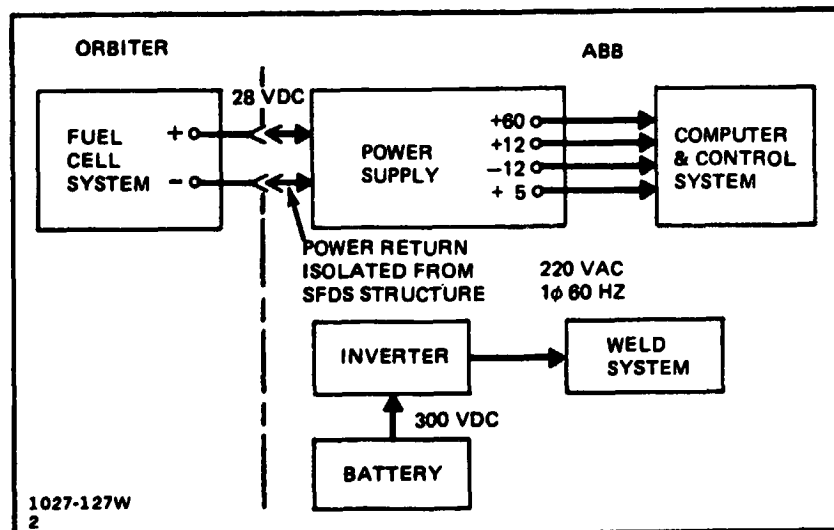 ORBITER
ABB
28 VDC
FUEL
CELL
SYSTEM
+
−
POWER
SUPPLY
+60
+12
−12
+ 5
COMPUTER
& CONTROL
SYSTEM
POWER RETURN
ISOLATED FROM
SFDS STRUCTURE
220 VAC
1φ 60 HZ
INVERTER
WELD
SYSTEM
300 VDC
BATTERY
1027-127W
2